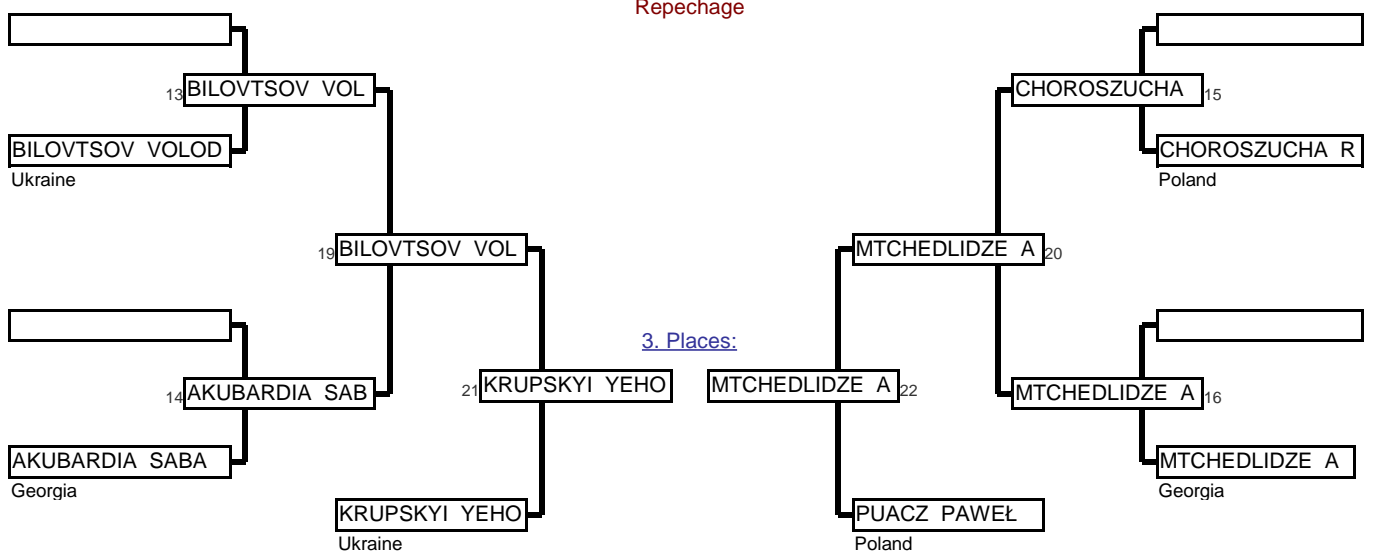 Repechage
13 BILOVTSOV VOL
CHOROSZUCHA 15
BILOVTSOV VOLOD
Ukraine
CHOROSZUCHA R
Poland
19 BILOVTSOV VOL
MTCHEDLIDZE A 20
3. Places:
14 AKUBARDIA SAB
21 KRUPSKYI YEHO
MTCHEDLIDZE A 22
MTCHEDLIDZE A 16
AKUBARDIA SABA
Georgia
MTCHEDLIDZE A
Georgia
KRUPSKYI YEHO
Ukraine
PUACZ PAWEŁ
Poland